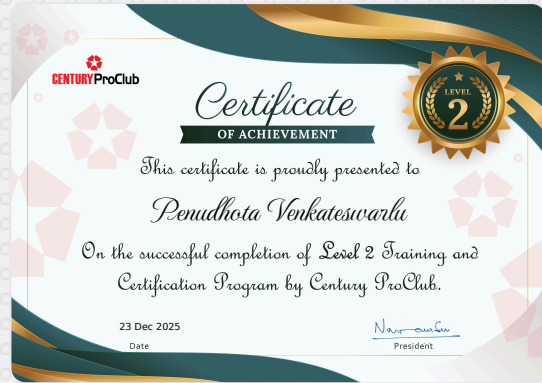 CENTURY ProClub
LEVEL
2
Certificate
OF ACHIEVEMENT
This certificate is proudly presented to
Penudhota Venkateswarlu
On the successful completion of Level 2 Training and
Certification Program by Century ProClub.
23 Dec 2025
Date
President